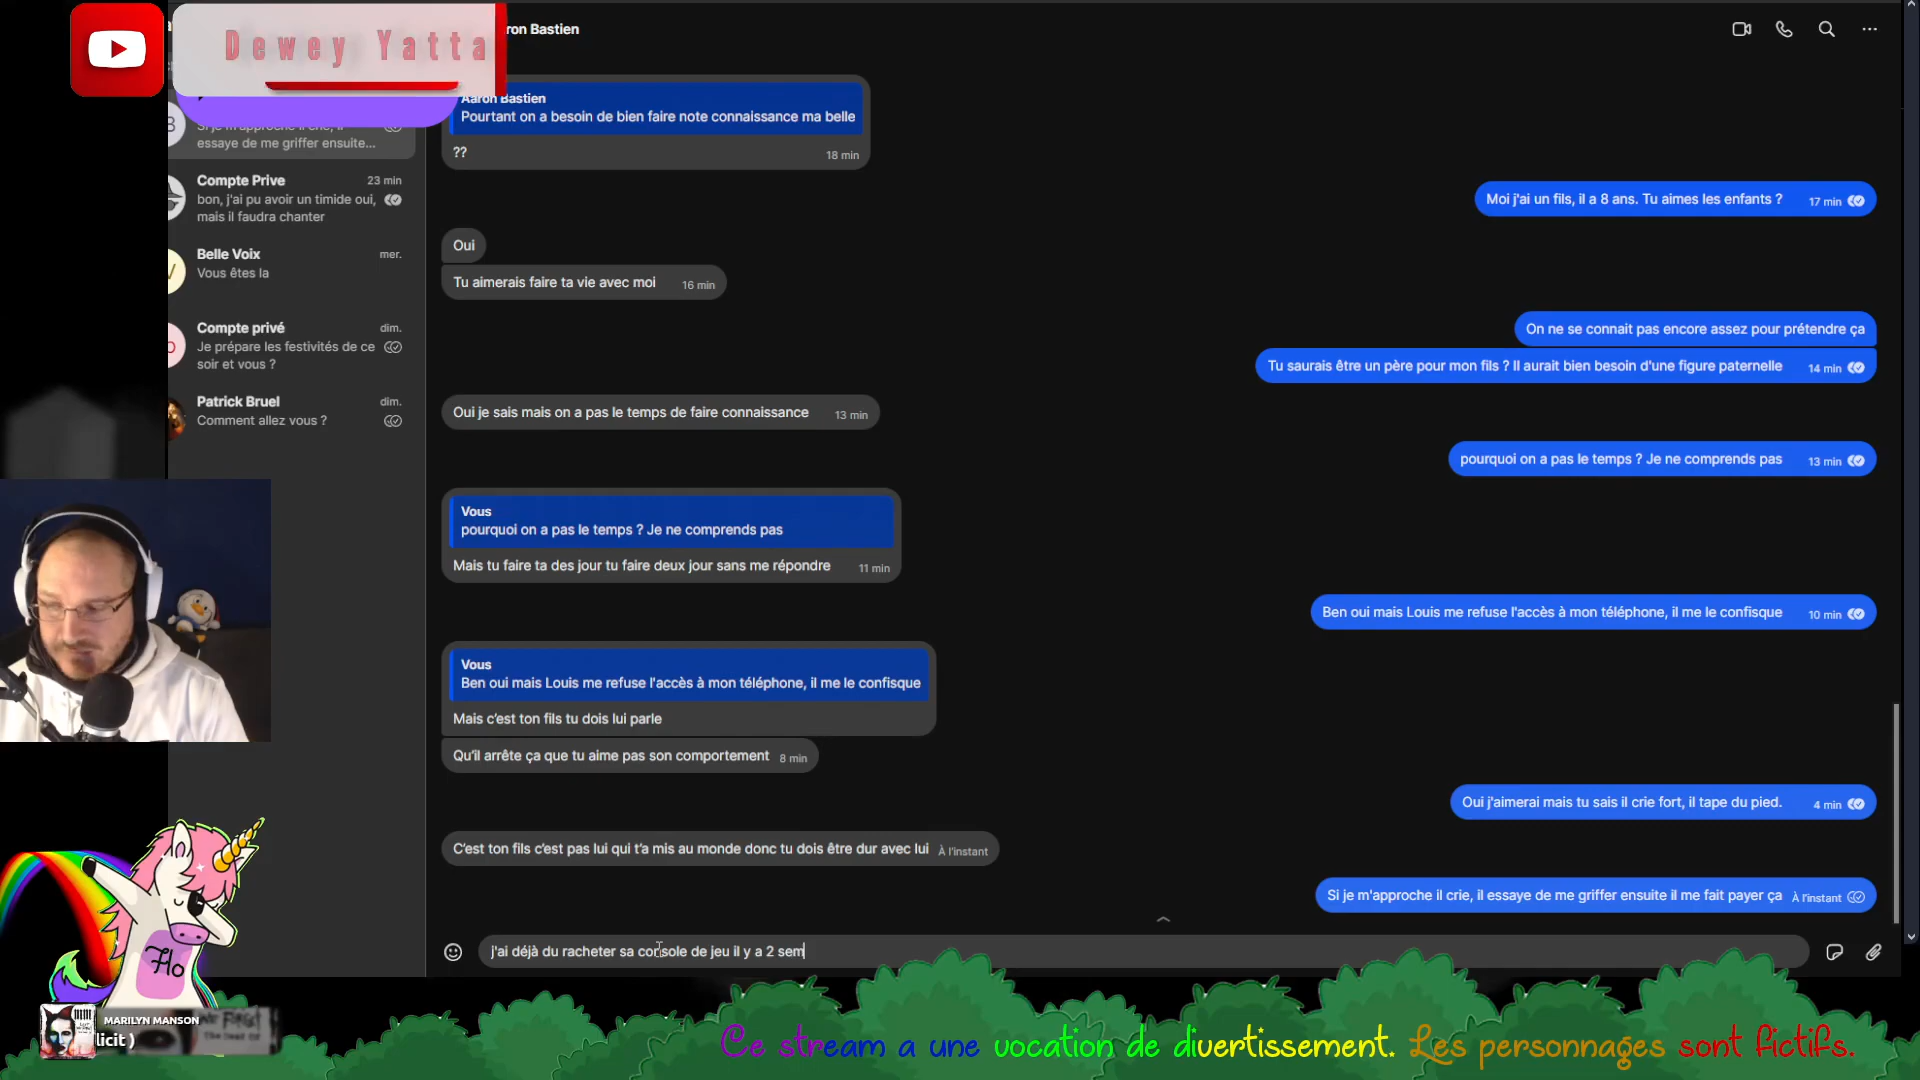 Dewey Yatta
ron Bastien
Aaron Bastien
Pourtant on a besoin de bien faire note connaissance ma belle
??
18 min
Moi j'ai un fils, il a 8 ans. Tu aimes les enfants ?
17 min
Oui
Tu aimerais faire ta vie avec moi
16 min
On ne se connait pas encore assez pour prétendre ça
Tu saurais être un père pour mon fils ? Il aurait bien besoin d'une figure paternelle
14 min
Oui je sais mais on a pas le temps de faire connaissance
13 min
pourquoi on a pas le temps ? Je ne comprends pas
13 min
Vous
pourquoi on a pas le temps ? Je ne comprends pas
Mais tu faire ta des jour tu faire deux jour sans me répondre
11 min
Ben oui mais Louis me refuse l'accès à mon téléphone, il me le confisque
10 min
Vous
Ben oui mais Louis me refuse l'accès à mon téléphone, il me le confisque
Mais c'est ton fils tu dois lui parle
Qu'il arrête ça que tu aime pas son comportement
8 min
Oui j'aimerai mais tu sais il crie fort, il tape du pied.
4 min
C'est ton fils c'est pas lui qui t'a mis au monde donc tu dois être dur avec lui
À l'instant
Si je m'approche il crie, il essaye de me griffer ensuite il me fait payer ça
À l'instant
j'ai déjà du racheter sa console de jeu il y a 2 sem
B
Si je m'approche il crie, il
essaye de me griffer ensuite...
Compte Prive
23 min
bon, j'ai pu avoir un timide oui,
mais il faudra chanter
V
Belle Voix
mer.
Vous êtes la
Compte privé
dim.
Je prépare les festivités de ce
soir et vous ?
Patrick Bruel
dim.
Comment allez vous ?
Flo
MARILYN MANSON
licit )
Ce stream a une vocation de divertissement. Les personnages sont fictifs.